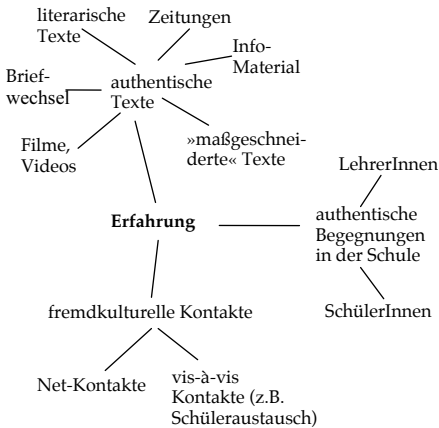 literarische
Texte
Zeitungen
Info-
Material
Brief-
wechsel
authentische
Texte
Filme,
Videos
»maßgeschnei-
derte« Texte
LehrerInnen
Erfahrung
authentische
Begegnungen
in der Schule
fremdkulturelle Kontakte
SchülerInnen
Net-Kontakte
vis-à-vis
Kontakte (z.B.
Schüleraustausch)